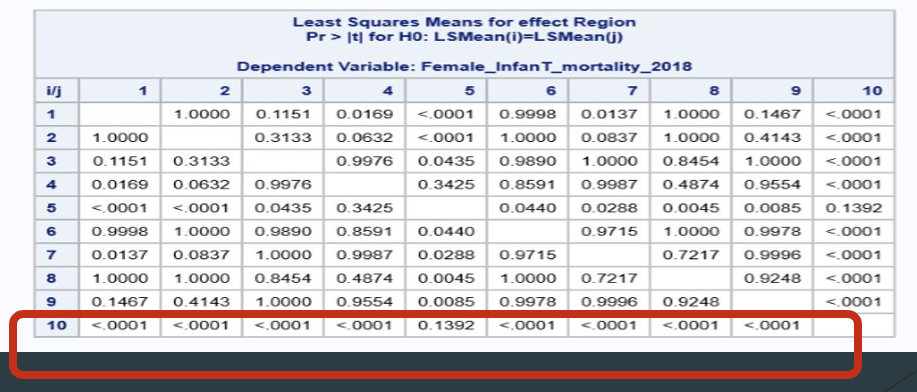 Least Squares Means for effect Region
Pr > |t| for H0: LSMean(i)=LSMean(j)
Dependent Variable: Female_InfanT_mortality_2018
i/j 1 2 3 4 5 6 7 8 9 10
1 1.0000 0.1151 0.0169 <.0001 0.9998 0.0137 1.0000 0.1467 <.0001
2 1.0000 0.3133 0.0632 <.0001 1.0000 0.0837 1.0000 0.4143 <.0001
3 0.1151 0.3133 0.9976 0.0435 0.9890 1.0000 0.8454 1.0000 <.0001
4 0.0169 0.0632 0.9976 0.3425 0.8591 0.9987 0.4874 0.9554 <.0001
5 <.0001 <.0001 0.0435 0.3425 0.0440 0.0288 0.0045 0.0085 0.1392
6 0.9998 1.0000 0.9890 0.8591 0.0440 0.9715 1.0000 0.9978 <.0001
7 0.0137 0.0837 1.0000 0.9987 0.0288 0.9715 0.7217 0.9996 <.0001
8 1.0000 1.0000 0.8454 0.4874 0.0045 1.0000 0.7217 0.9248 <.0001
9 0.1467 0.4143 1.0000 0.9554 0.0085 0.9978 0.9996 0.9248 <.0001
10 <.0001 <.0001 <.0001 <.0001 0.1392 <.0001 <.0001 <.0001 <.0001